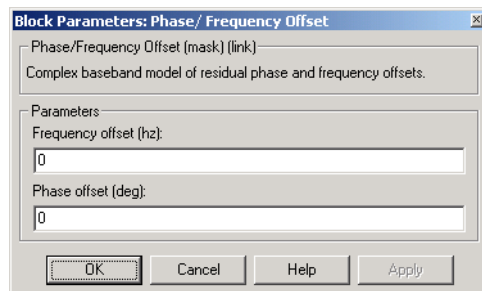 Block Parameters: Phase/ Frequency Offset
Phase/Frequency Offset (mask) (link)
Complex baseband model of residual phase and frequency offsets.
Parameters
Frequency offset (hz):
0
Phase offset (deg):
0
OK Cancel Help Apply